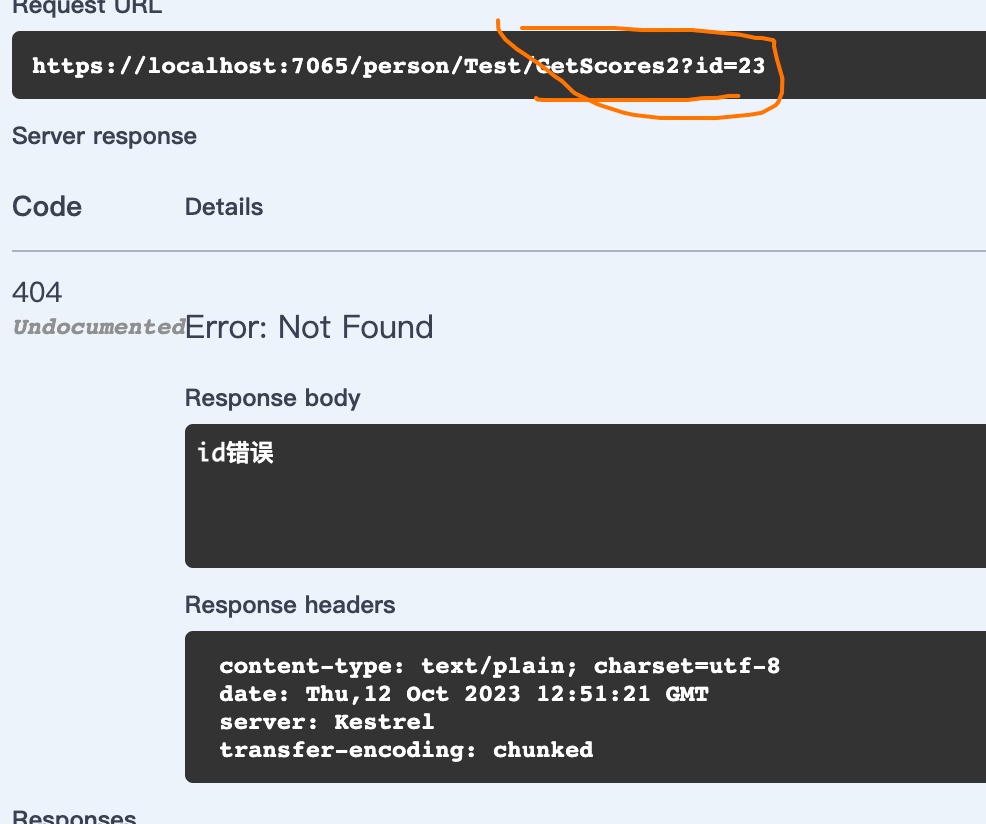 Request URL
https://localhost:7065/person/Test/GetScores2?id=23
Server response
Code Details
404
Undocumented Error: Not Found
Response body
id错误
Response headers
content-type: text/plain; charset=utf-8
date: Thu,12 Oct 2023 12:51:21 GMT
server: Kestrel
transfer-encoding: chunked
Responses